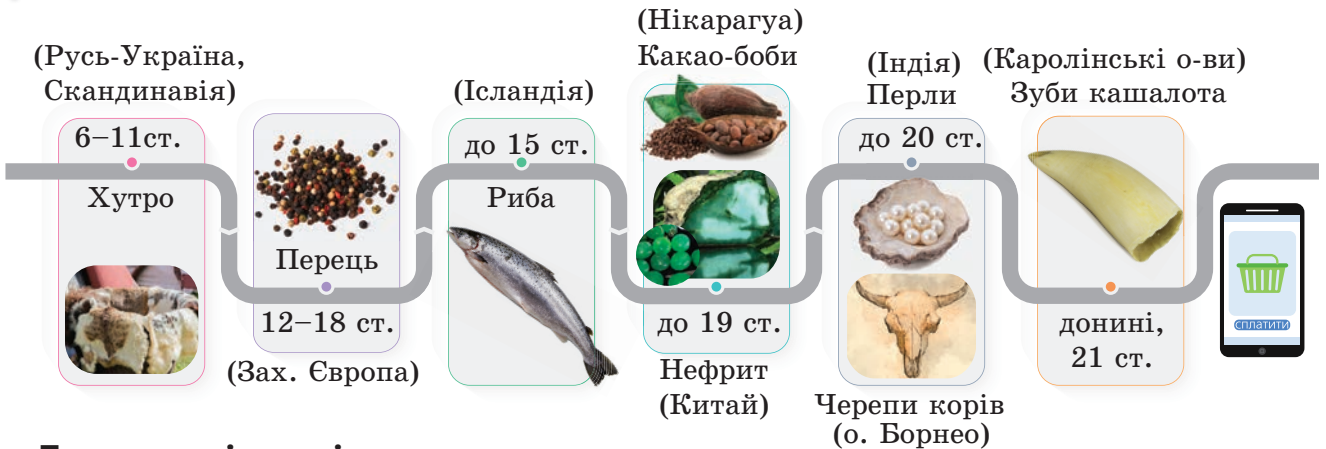 (Русь-Україна,
Скандинавія)
6–11ст.
Хутро
Перець
12–18 ст.
(Зах. Європа)
(Ісландія)
до 15 ст.
Риба
(Нікарагуа)
Какао-боби
до 19 ст.
Нефрит
(Китай)
(Індія)
Перли
до 20 ст.
Черепи корів
(о. Борнео)
(Каролінські о-ви)
Зуби кашалота
донині,
21 ст.
СПЛАТИТИ